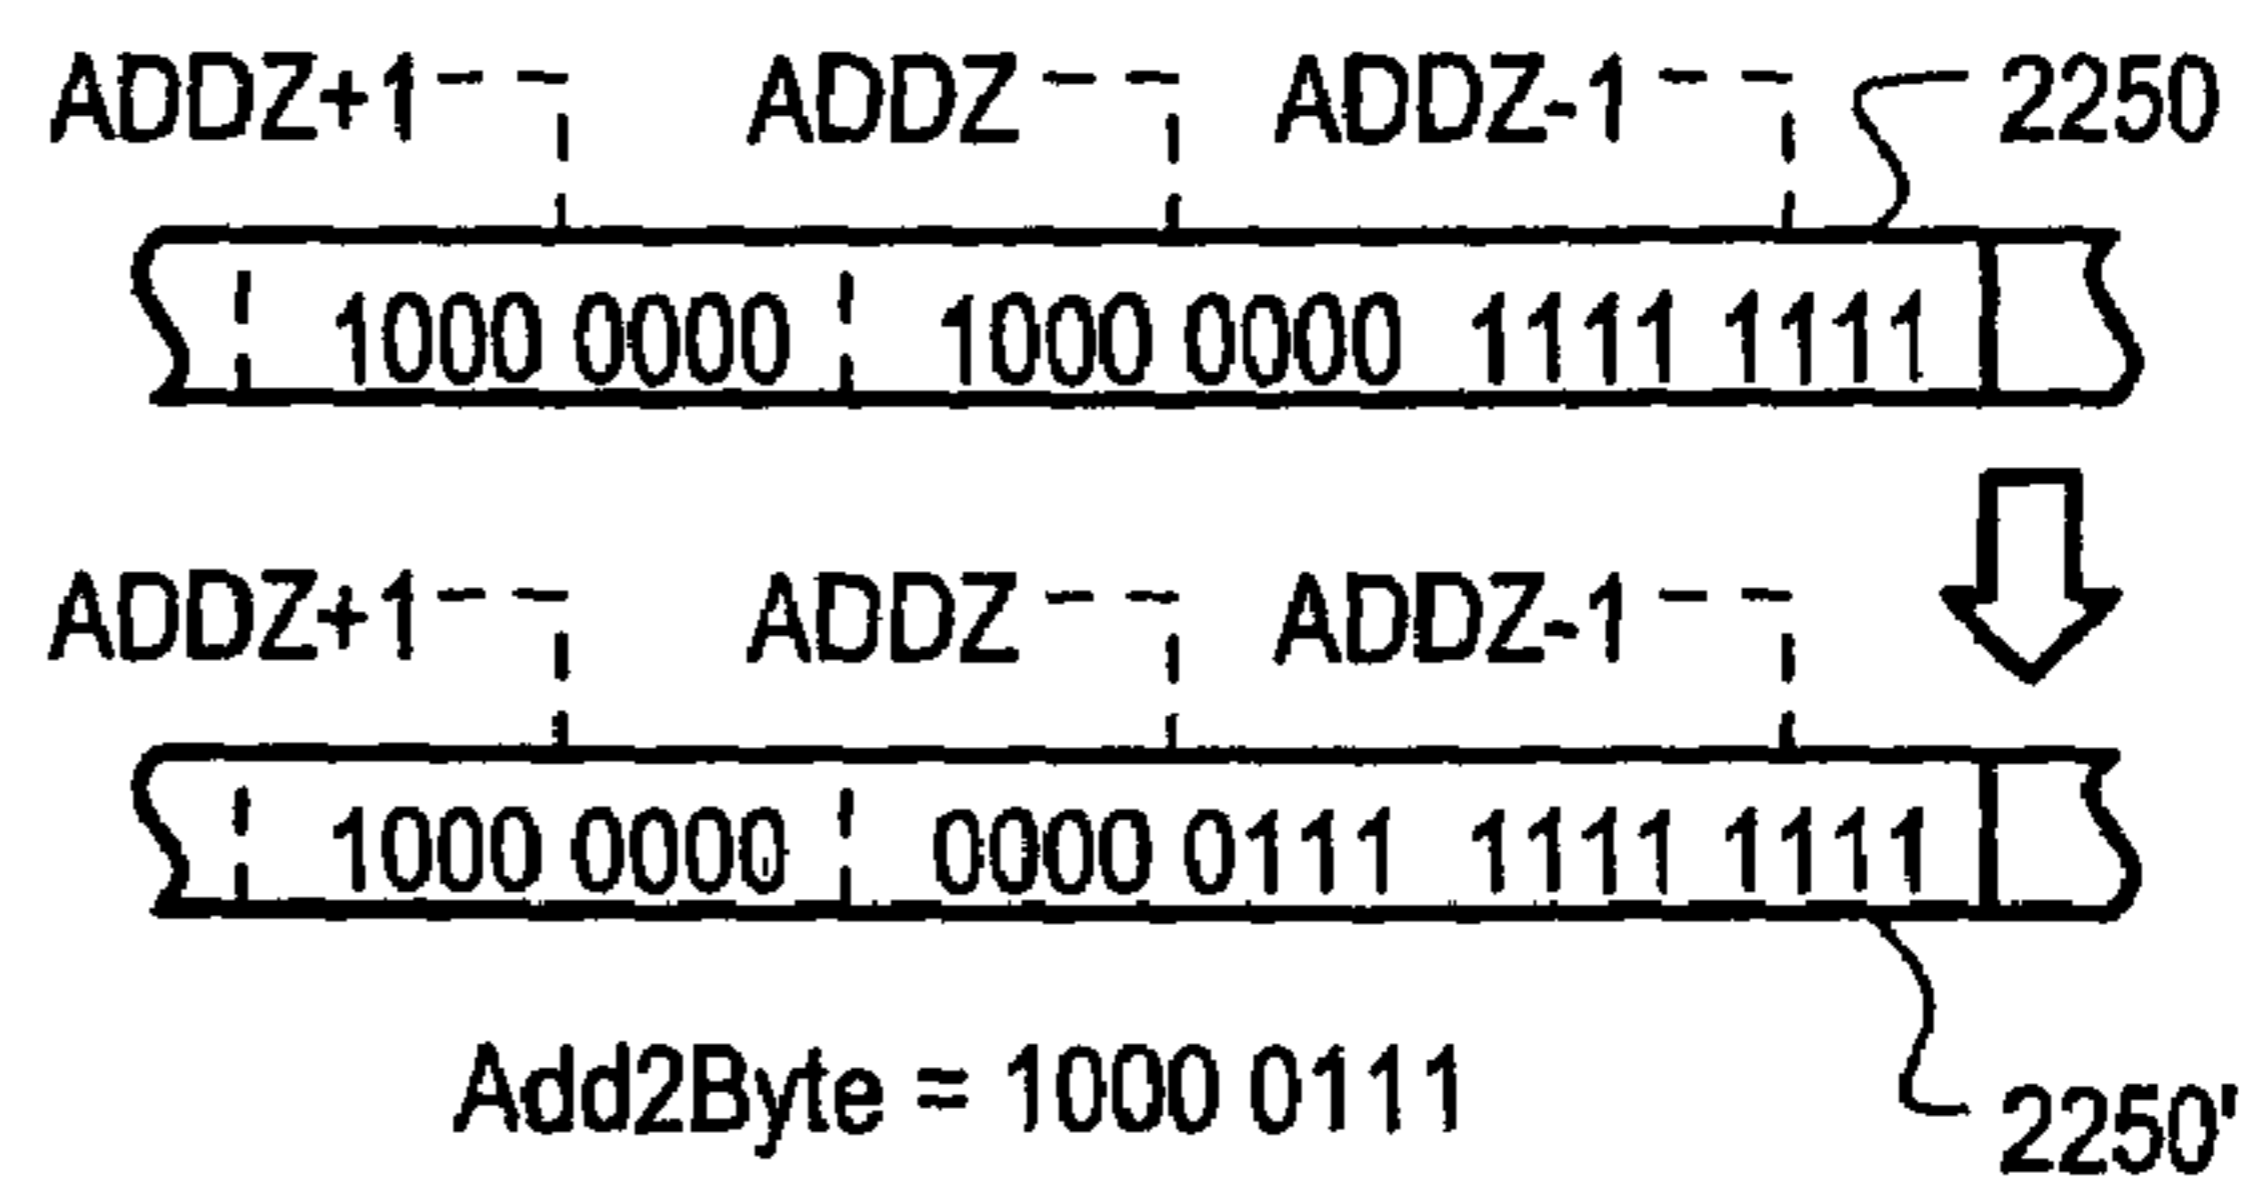 ADDZ+1 ADDZ ADDZ-1 2250
1000 0000 1000 0000 1111 1111
ADDZ+1 ADDZ ADDZ-1
1000 0000 0000 0111 1111 1111
Add2Byte = 1000 0111
2250'